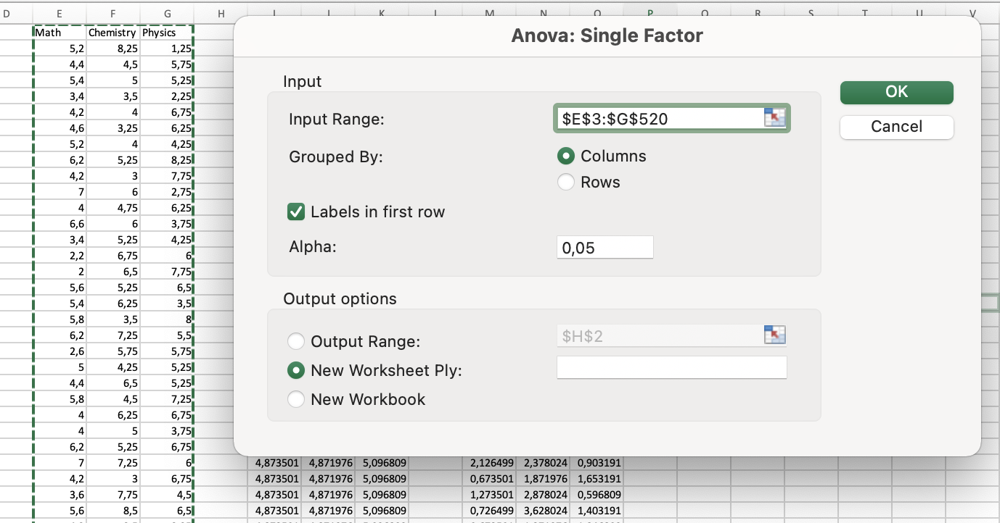 D E F G H I J K L M N O P Q R S T U V
Math Chemistry Physics
5,2 8,25 1,25
4,4 4,5 5,75
5,4 5 5,25
3,4 3,5 2,25
4,2 4 6,75
4,6 3,25 6,25
5,2 4 4,25
6,2 5,25 8,25
4,2 3 7,75
7 6 2,75
4 4,75 6,25
6,6 6 3,75
3,4 5,25 4,25
2,2 6,75 6
2 6,5 7,75
5,6 5,25 6,5
5,4 6,25 3,5
5,8 3,5 8
6,2 7,25 5,5
2,6 5,75 5,75
5 4,25 5,25
4,4 6,5 5,25
5,8 4,5 7,25
4 6,25 6,75
4 5 3,75
6,2 5,25 6,75
7 7,25 6 4,873501 4,871976 5,096809 2,126499 2,378024 0,903191
4,2 3 6,75 4,873501 4,871976 5,096809 0,673501 1,871976 1,653191
3,6 7,75 4,5 4,873501 4,871976 5,096809 1,273501 2,878024 0,596809
5,6 8,5 6,5 4,873501 4,871976 5,096809 0,726499 3,628024 1,403191
Anova: Single Factor
Input
Input Range: $E$3:$G$520
Grouped By: Columns
Rows
Labels in first row
Alpha: 0,05
Output options
Output Range: $H$2
New Worksheet Ply:
New Workbook
OK
Cancel